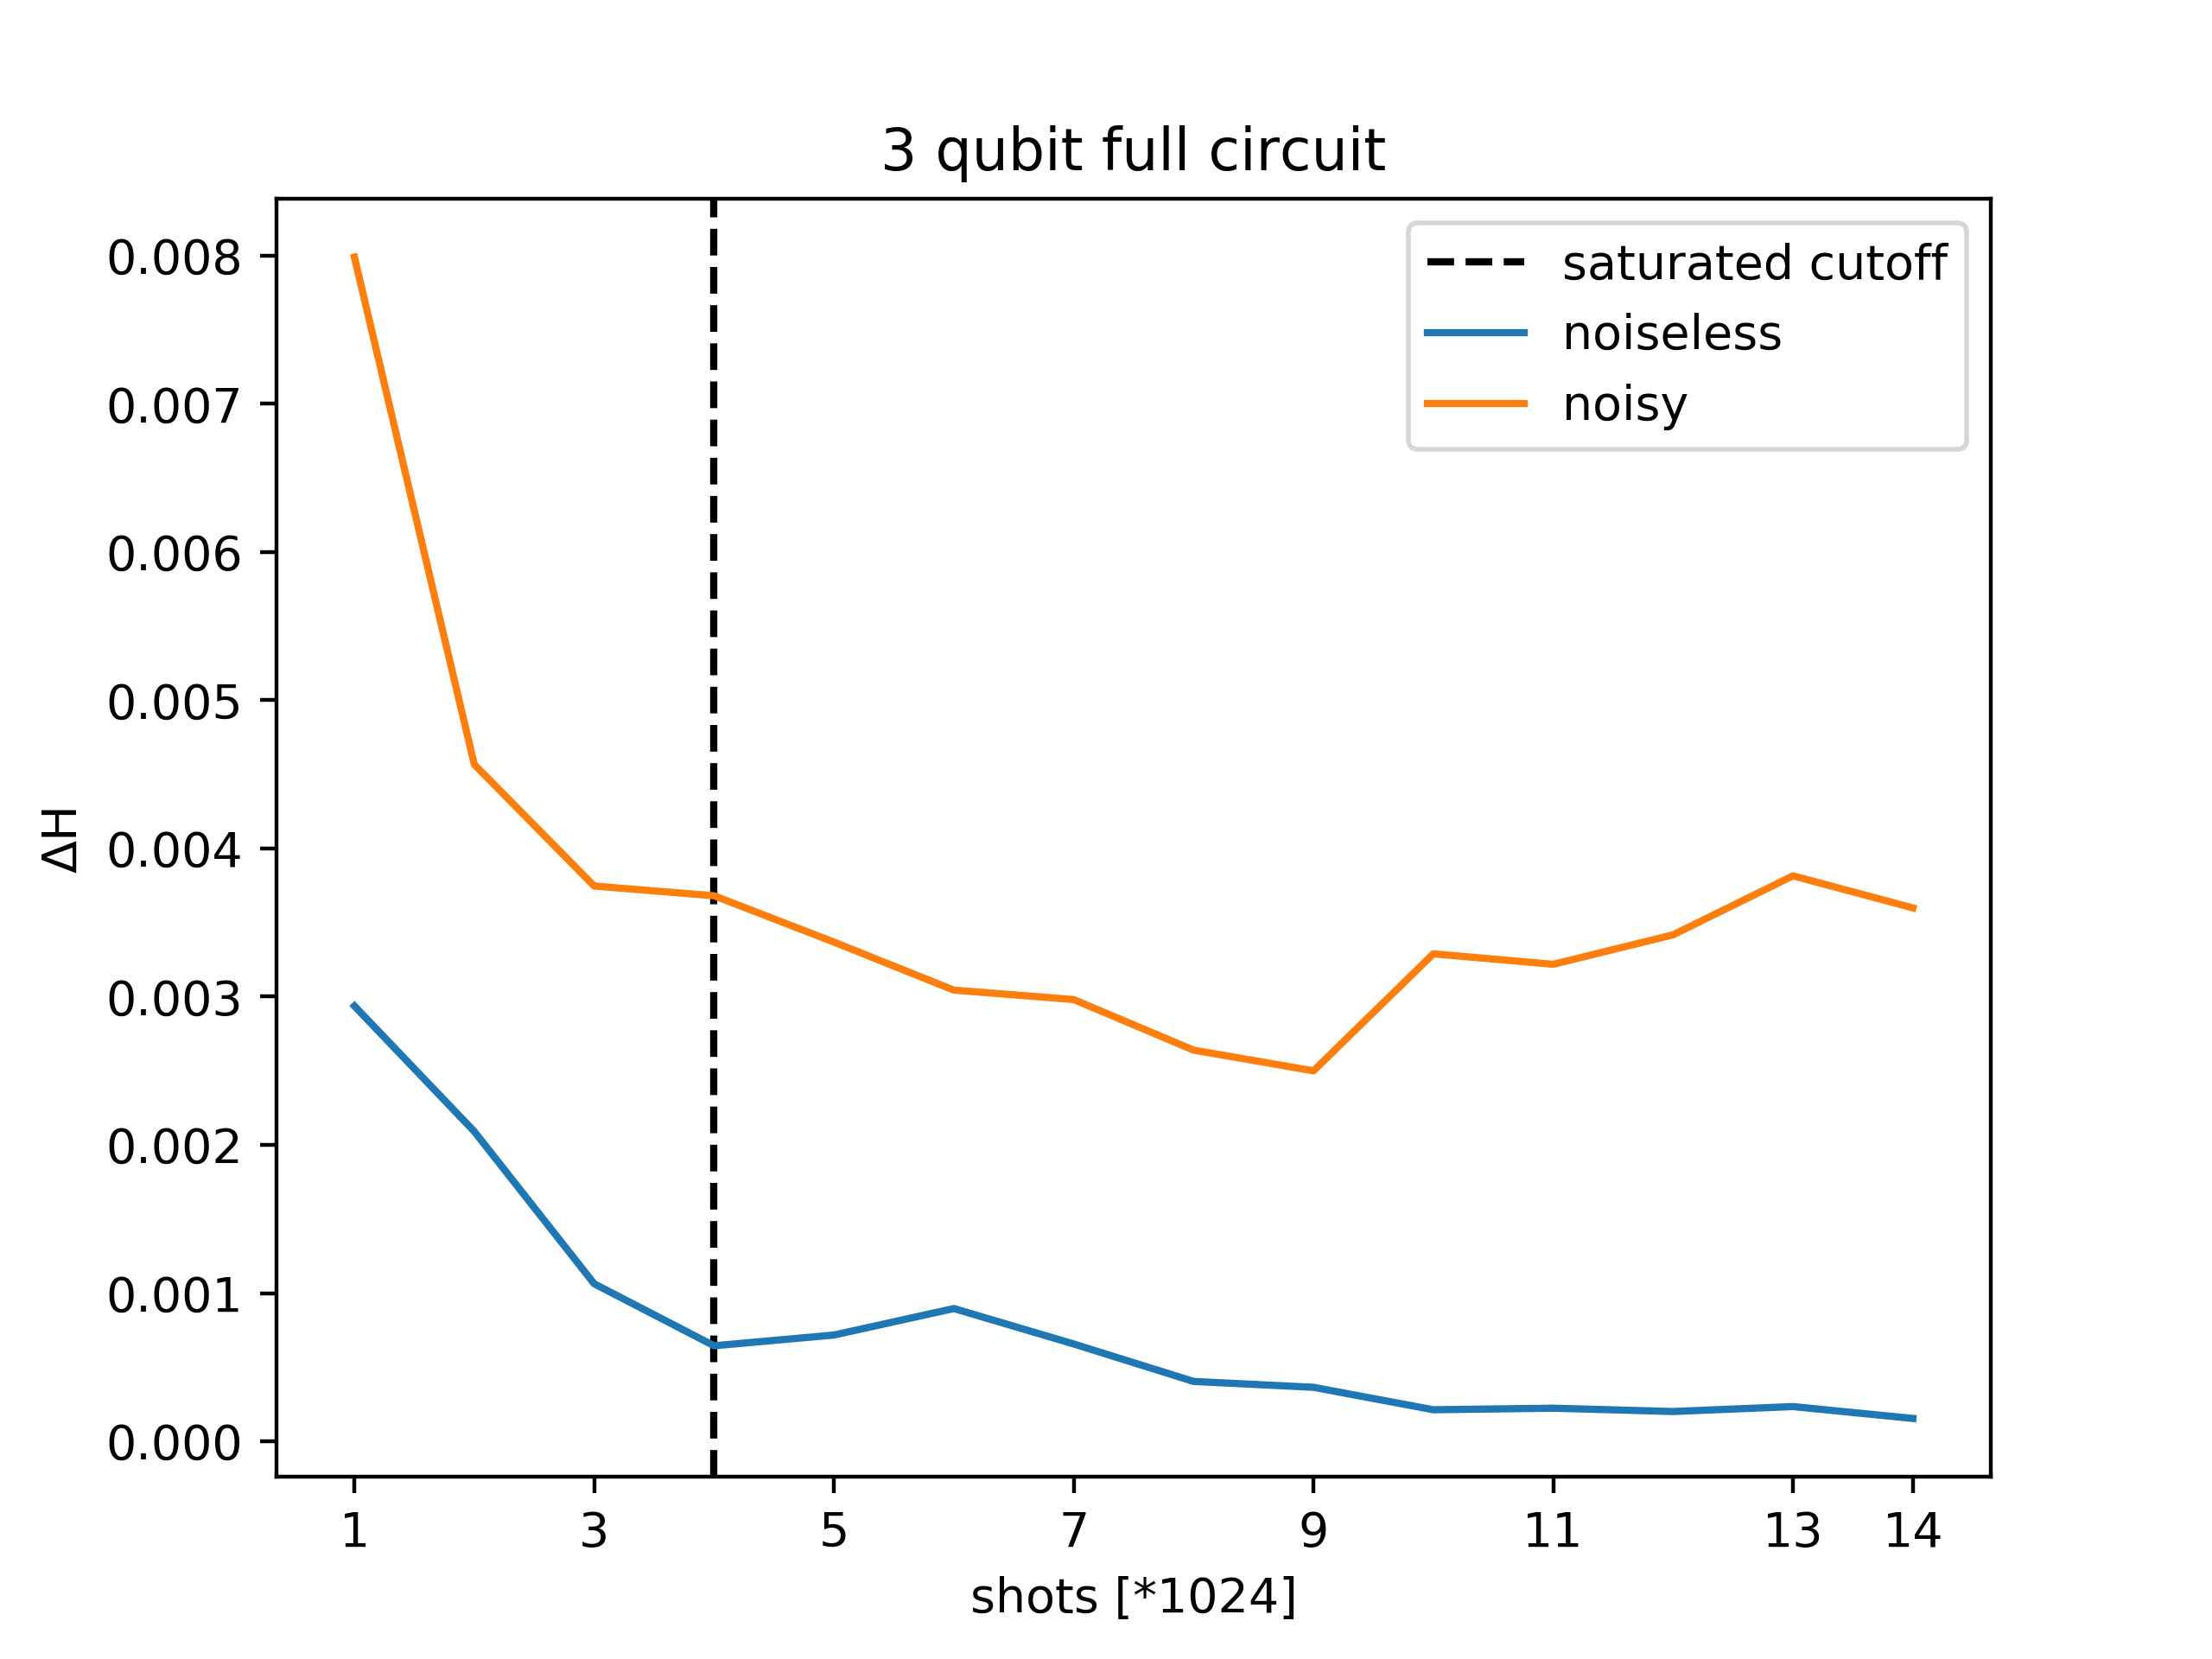 3 qubit full circuit
saturated cutoff
noiseless
noisy
0.008
0.007
0.006
0.005
0.004
0.003
0.002
0.001
0.000
ΔH
1 3 5 7 9 11 13 14
shots [*1024]